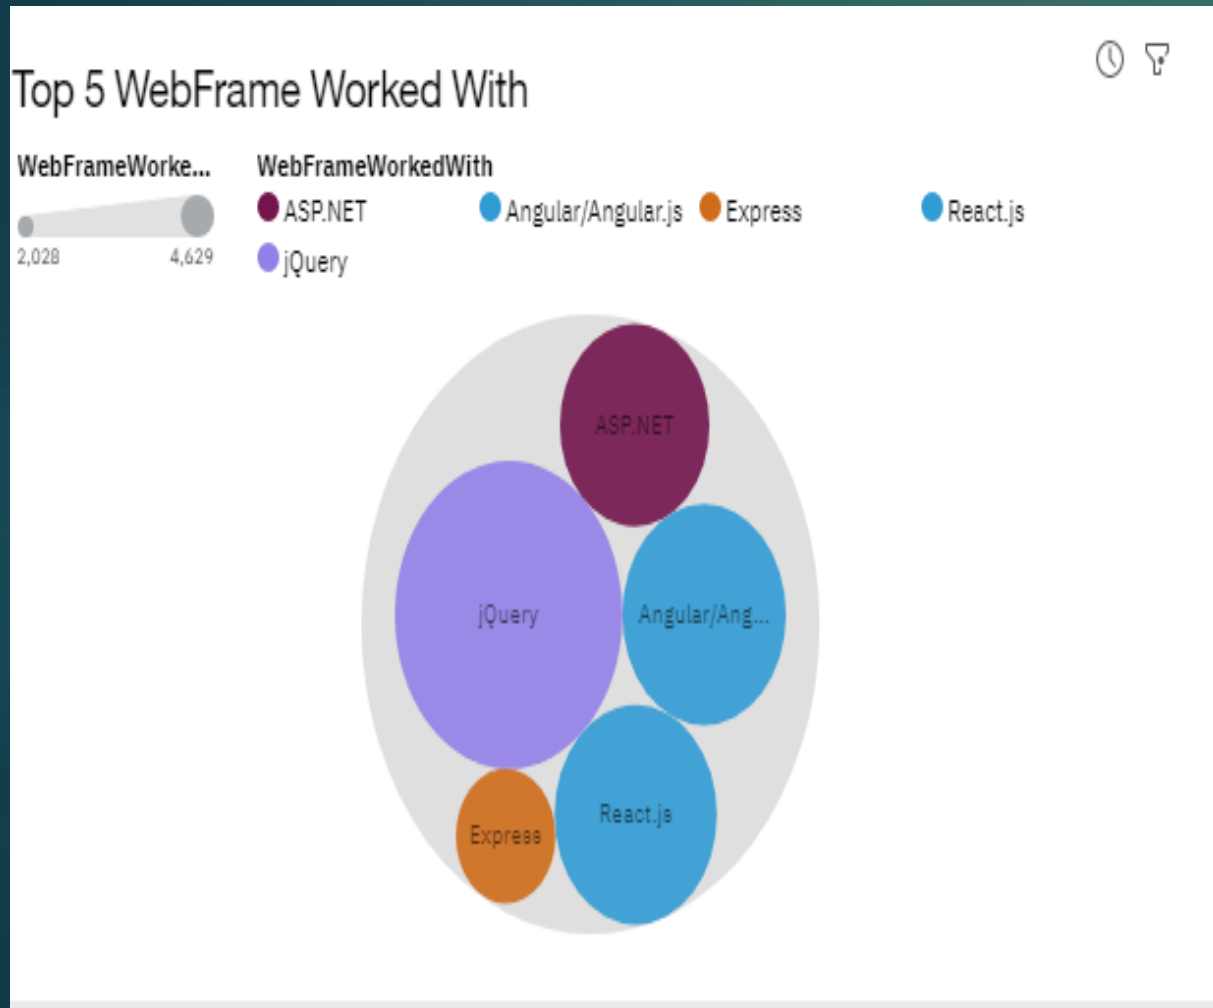 Top 5 WebFrame Worked With
WebFrameWorke... WebFrameWorkedWith
ASP.NET Angular/Angular.js Express React.js
2,028 4,629
jQuery
ASP.NET
jQuery Angular/Ang...
React.js
Express